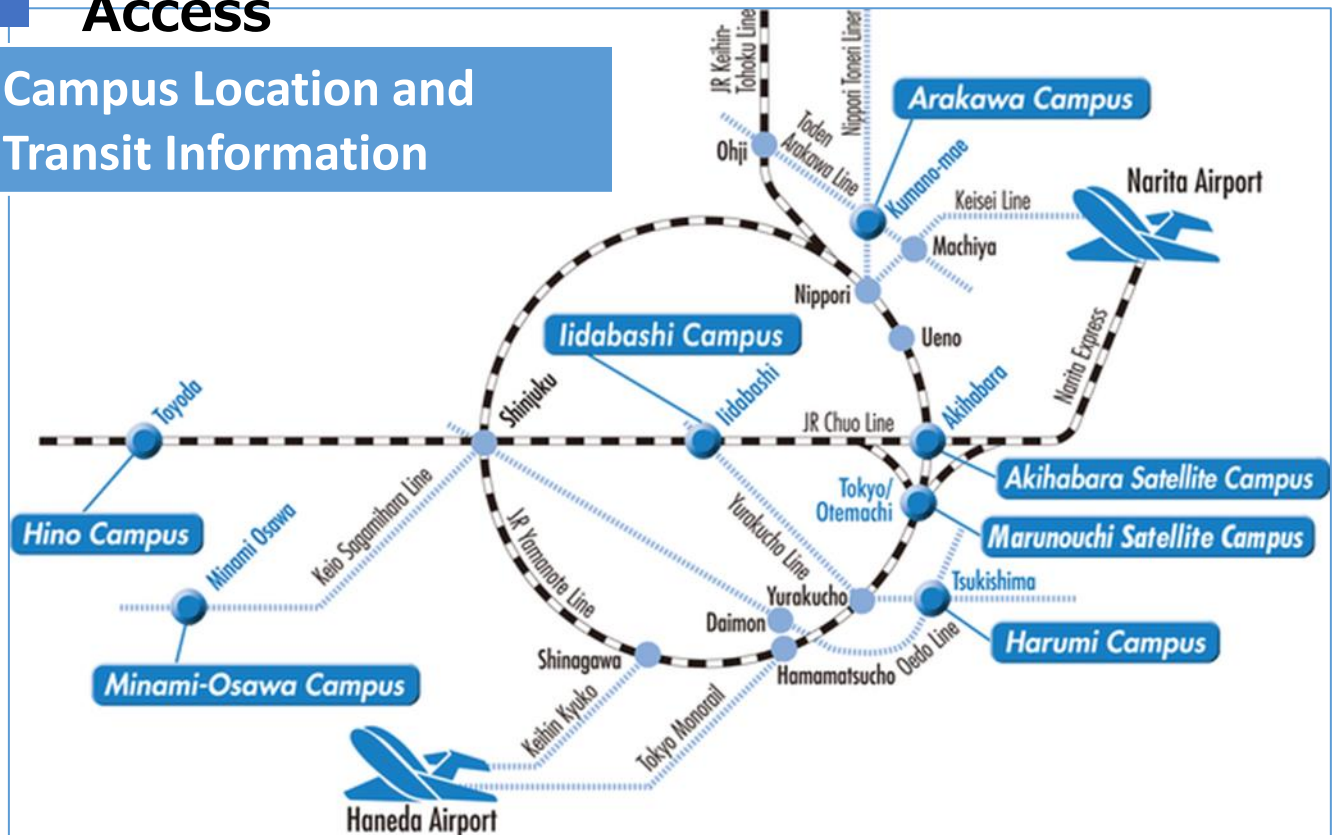 Access
Campus Location and
Transit Information
JR Keihin-
Tohoku Line
Nippori Toneri Liner
Arakawa Campus
Ohji
Toden
Arakawa Line
Kumano-mae
Keisei Line
Narita Airport
Machiya
Nippori
Ueno
Iidabashi Campus
Narita Express
Toyoda
Shinjuku
Iidabashi
JR Chuo Line
Akihabara
Akihabara Satellite Campus
Tokyo/
Otemachi
Marunouchi Satellite Campus
Hino Campus
Minami Osawa
Keio Sagamihara Line
JR Yamanote Line
Yurakucho Line
Yurakucho
Tsukishima
Daimon
Harumi Campus
Oedo Line
Shinagawa
Hamamatsucho
Minami-Osawa Campus
Keihin Kyuko
Tokyo Monorail
Haneda Airport